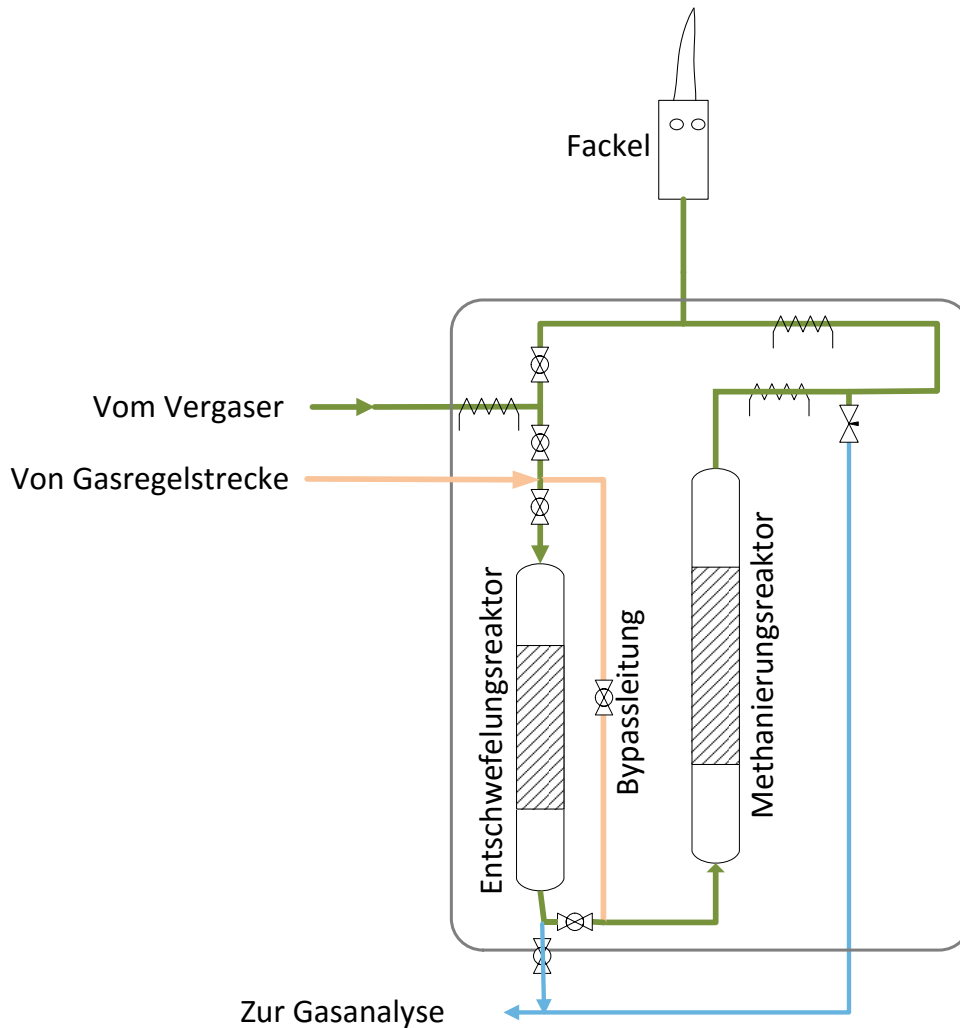 Fackel
Vom Vergaser
Von Gasregelstrecke
Entschwefelungsreaktor
Bypassleitung
Methanierungsreaktor
Zur Gasanalyse